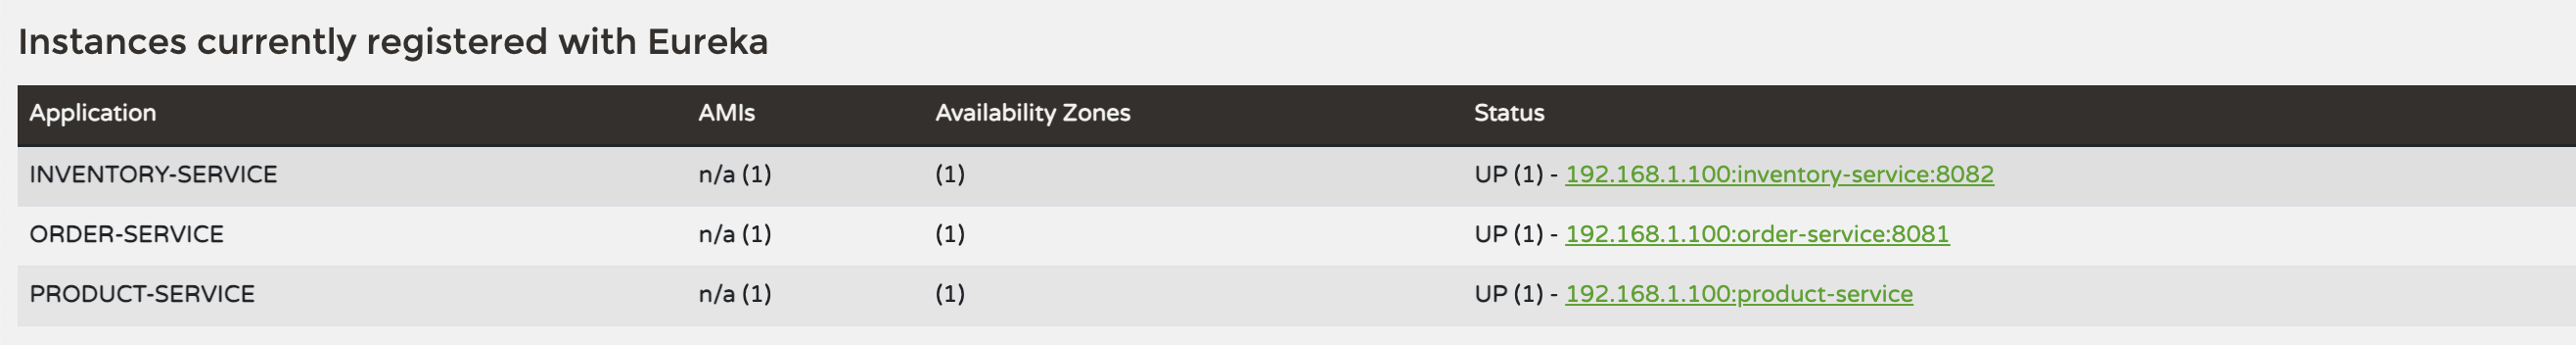 Instances currently registered with Eureka
Application AMIs Availability Zones Status
INVENTORY-SERVICE n/a (1) (1) UP (1) - 192.168.1.100:inventory-service:8082
ORDER-SERVICE n/a (1) (1) UP (1) - 192.168.1.100:order-service:8081
PRODUCT-SERVICE n/a (1) (1) UP (1) - 192.168.1.100:product-service